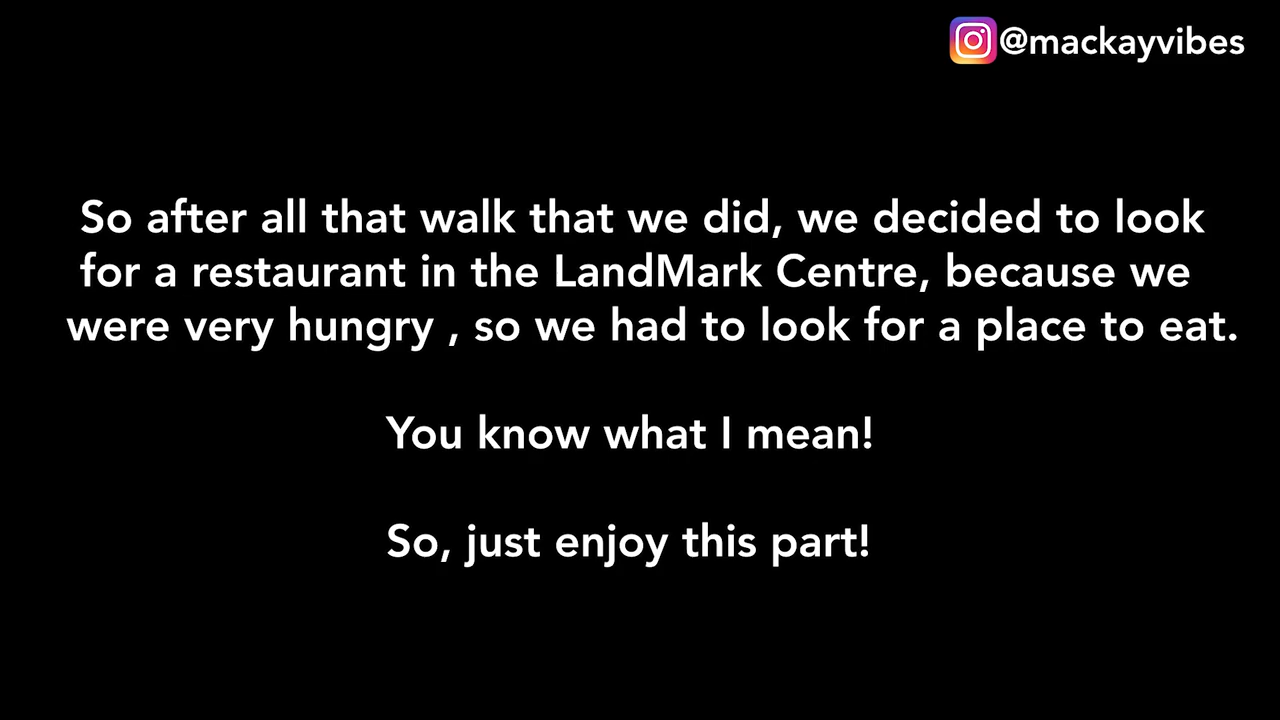 @mackayvibes
So after all that walk that we did, we decided to look
for a restaurant in the LandMark Centre, because we
were very hungry , so we had to look for a place to eat.
You know what I mean!
So, just enjoy this part!